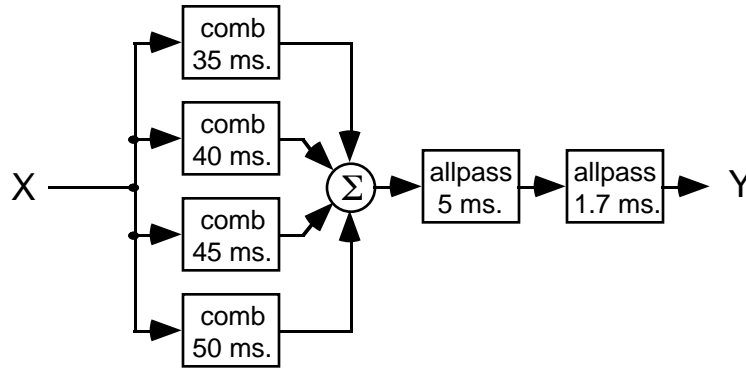 comb
35 ms.
comb
40 ms.
X
Σ
allpass
5 ms.
allpass
1.7 ms.
Y
comb
45 ms.
comb
50 ms.